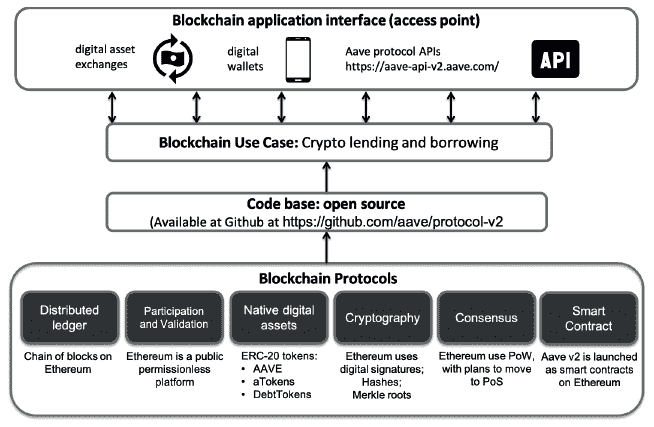 Blockchain application interface (access point)
digital asset
exchanges
digital
wallets
Aave protocol APIs
https://aave-api-v2.aave.com/
API
Blockchain Use Case: Crypto lending and borrowing
Code base: open source
(Available at Github at https://github.com/aave/protocol-v2
Blockchain Protocols
Distributed
ledger
Chain of blocks on
Ethereum
Participation
and Validation
Ethereum is a public
permissionless
platform
Native digital
assets
ERC-20 tokens:
• AAVE
• aTokens
• DebtTokens
Cryptography
Ethereum uses
digital signatures;
Hashes;
Merkle roots
Consensus
Ethereum use PoW,
with plans to move
to PoS
Smart
Contract
Aave v2 is launched
as smart contracts
on Ethereum